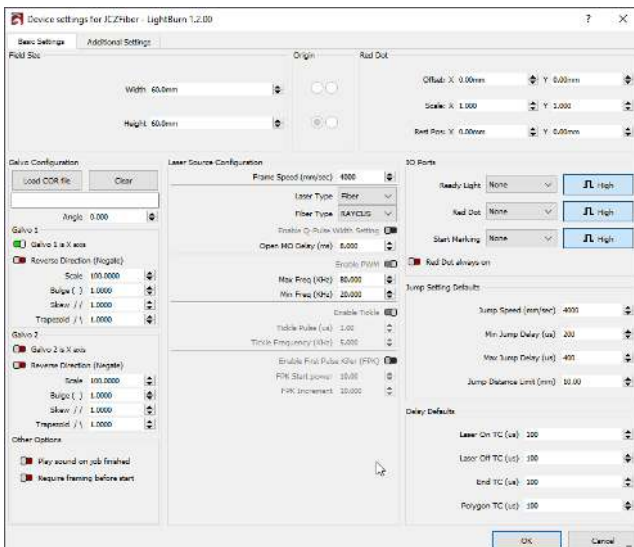 Device settings for JCZFiber - LightBurn 1.2.00
? X
Basic Settings
Additional Settings
Field Size
Width 60.0mm
Height 60.0mm
Origin
Red Dot
Offset: X 0.00mm Y 0.00mm
Scale: X 1.000 Y 1.000
Rest Pos: X 0.00mm Y 0.00mm
Galvo Configuration
Load COR file Clear
Angle 0.000
Galvo 1
Galvo 1 is X axis
Reverse Direction (Negate)
Scale 100.0000
Bulge ( ) 1.0000
Skew // 1.0000
Trapezoid /\ 1.0000
Galvo 2
Galvo 2 is X axis
Reverse Direction (Negate)
Scale 100.0000
Bulge ( ) 1.0000
Skew // 1.0000
Trapezoid /\ 1.0000
Other Options
Play sound on job finished
Require framing before start
Laser Source Configuration
Frame Speed (mm/sec) 4000
Laser Type Fiber
Fiber Type RAYCUS
Enable Q-Pulse Width Setting
Open MO Delay (ms) 8.000
Enable PWM
Max Freq (KHz) 80.000
Min Freq (KHz) 20.000
Enable Tickle
Tickle Pulse (us) 1.00
Tickle Frequency (KHz) 5.000
Enable First Pulse Killer (FPK)
FPK Start power 10.00
FPK Increment 10.000
IO Ports
Ready Light None High
Red Dot None High
Start Marking None High
Red Dot always on
Jump Setting Defaults
Jump Speed (mm/sec) 4000
Min Jump Delay (us) 200
Max Jump Delay (us) 400
Jump Distance Limit (mm) 10.00
Delay Defaults
Laser On TC (us) 100
Laser Off TC (us) 100
End TC (us) 100
Polygon TC (us) 100
OK Cancel